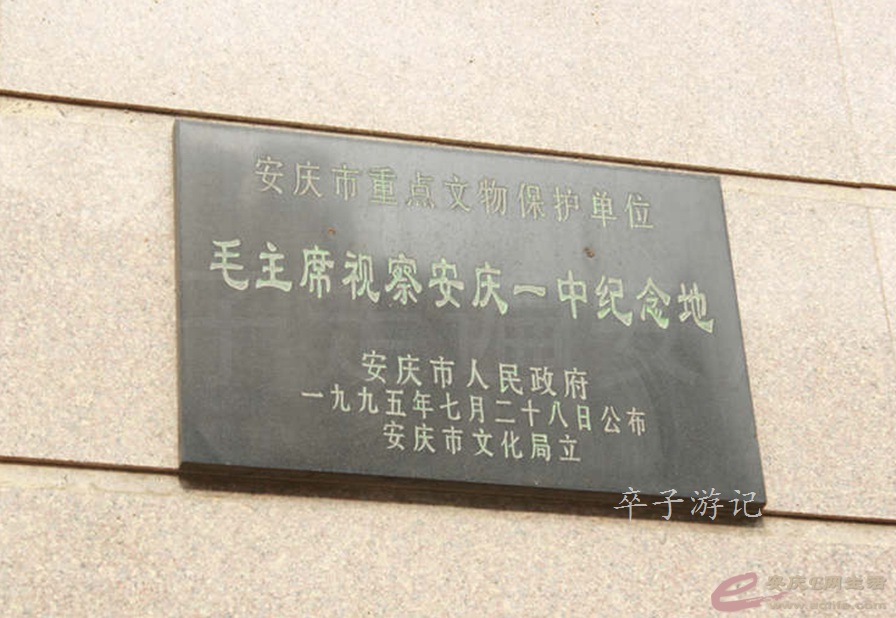 安庆市重点文物保护单位
毛主席视察安庆一中纪念地
安庆市人民政府
一九九五年七月二十八日公布
安庆市文化局立
卒子游记